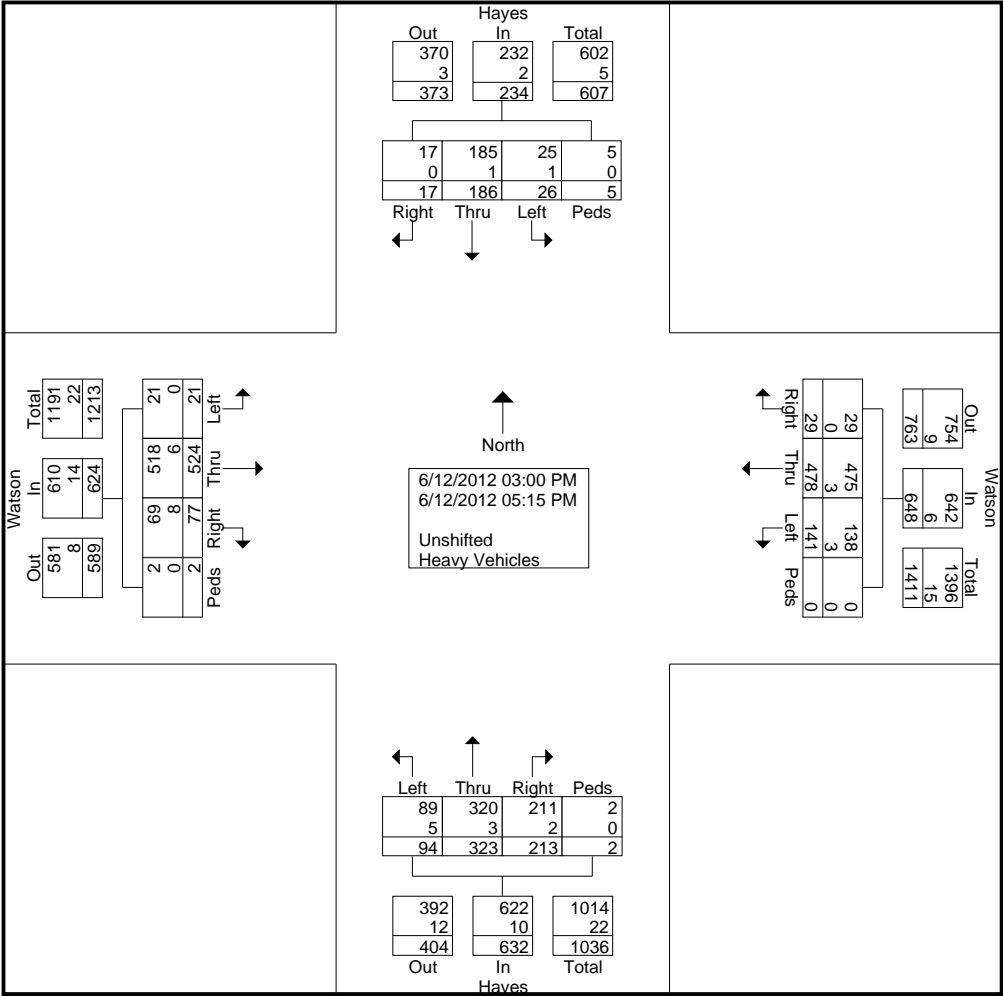 Hayes
Out In Total
370 232 602
3 2 5
373 234 607
17 185 25 5
0 1 1 0
17 186 26 5
Right Thru Left Peds
Watson
Total In Out
1191 610 581
22 14 8
1213 624 589
21 518 69 2
0 6 8 0
21 524 77 2
Left Thru Right Peds
North
6/12/2012 03:00 PM
6/12/2012 05:15 PM
Unshifted
Heavy Vehicles
Right Thru Left Peds
29 475 138 0
0 3 3 0
29 478 141 0
Watson
Out In Total
754 642 1396
9 6 15
763 648 1411
Left Thru Right Peds
89 320 211 2
5 3 2 0
94 323 213 2
392 622 1014
12 10 22
404 632 1036
Out In Total
Hayes